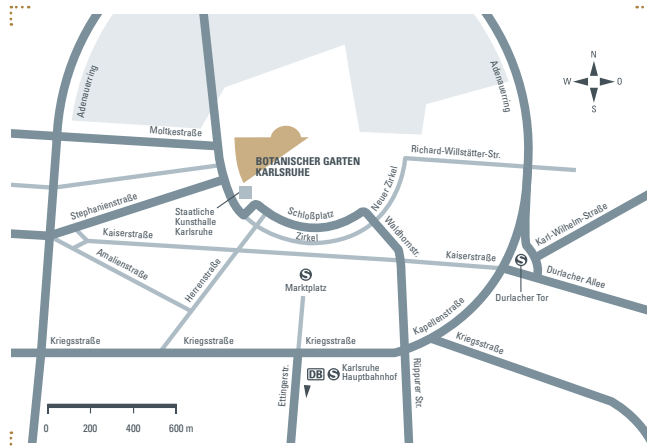 Adenauerring
Adenauerring
N
W
O
S
Moltkestraße
Richard-Willstätter-Str.
BOTANISCHER GARTEN
KARLSRUHE
Stephanienstraße
Staatliche
Kunsthalle
Karlsruhe
Schloßplatz
Neuer Zirkel
Zirkel
Waldhornstr.
Karl-Wilhelm-Straße
Kaiserstraße
Kaiserstraße
Amalienstraße
Herrenstraße
S
Marktplatz
S
Durlacher Allee
Durlacher Tor
Kapellenstraße
Kriegsstraße
Kriegsstraße
Kriegsstraße
Kriegsstraße
Ettingerstr.
DB S Karlsruhe
Hauptbahnhof
Rüppurrer Str.
0 200 400 600 m